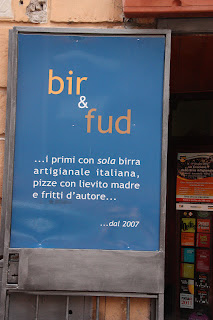 bir
&
fud
...i primi con sola birra
artigianale italiana,
pizze con lievito madre
e fritti d'autore...
...dal 2007